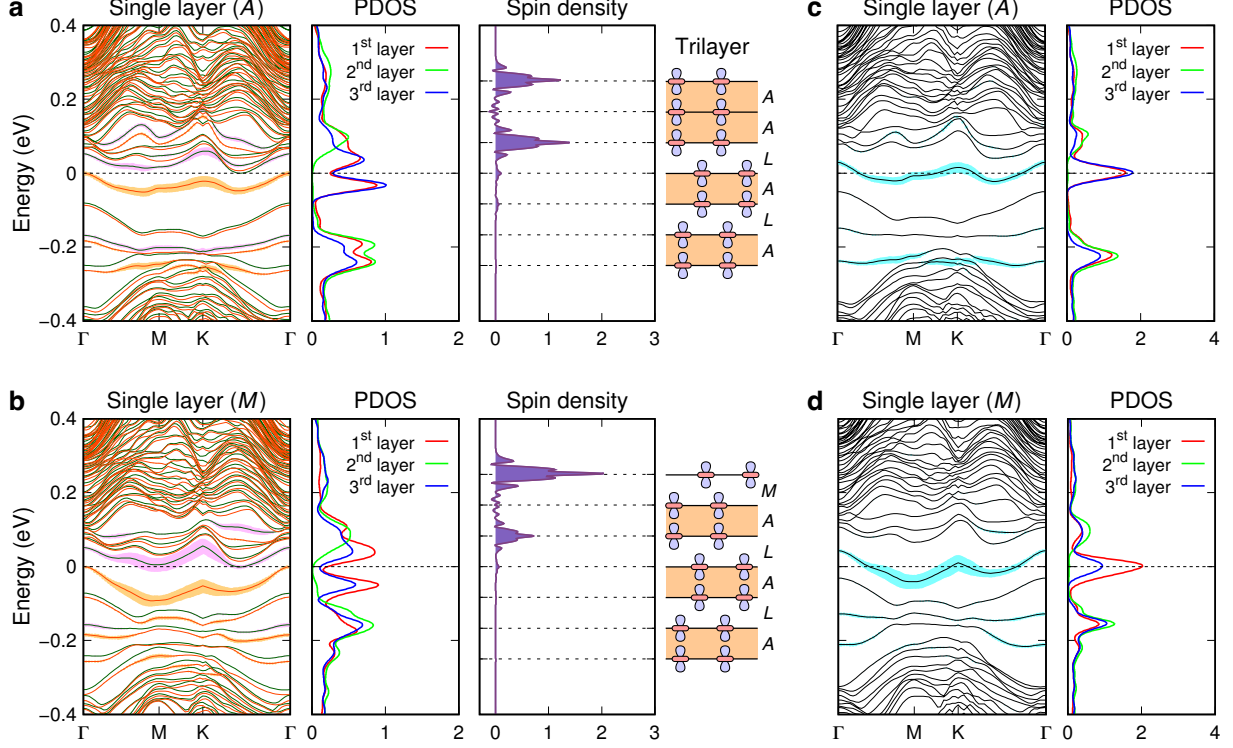 a
Single layer (A)
PDOS
Spin density
Energy (eV)
0.4
0.2
0
−0.2
−0.4
1st layer
2nd layer
3rd layer
Γ M K Γ
0 1 2
0 1 2 3
Trilayer
A
A
L
A
L
A
c
Single layer (A)
PDOS
1st layer
2nd layer
3rd layer
Γ M K Γ
0 2 4
b
Single layer (M)
PDOS
Spin density
Energy (eV)
0.4
0.2
0
−0.2
−0.4
1st layer
2nd layer
3rd layer
Γ M K Γ
0 1 2
0 1 2 3
M
A
L
A
L
A
d
Single layer (M)
PDOS
1st layer
2nd layer
3rd layer
Γ M K Γ
0 2 4